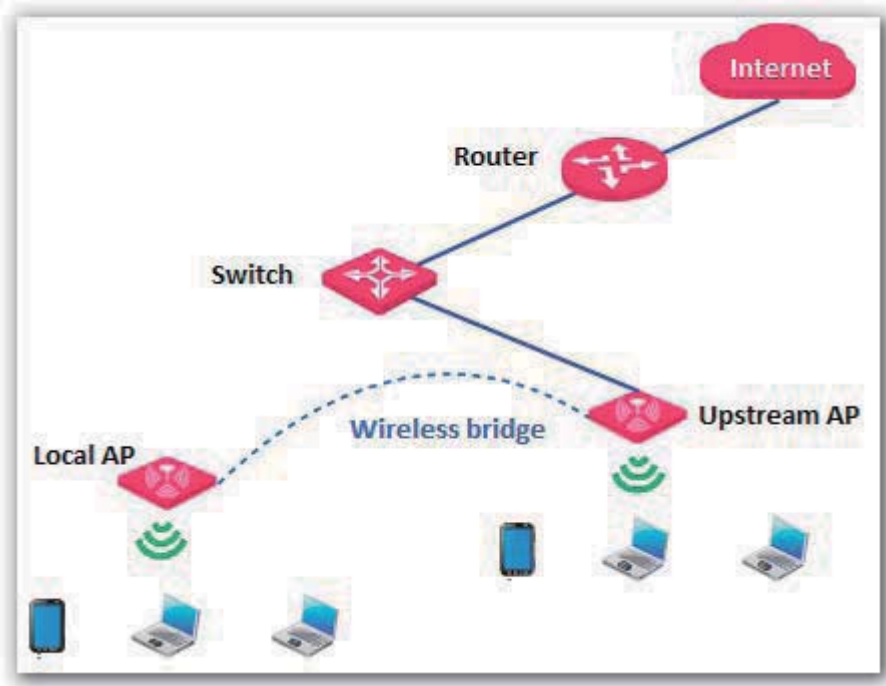 Internet
Router
Switch
Upstream AP
Wireless bridge
Local AP